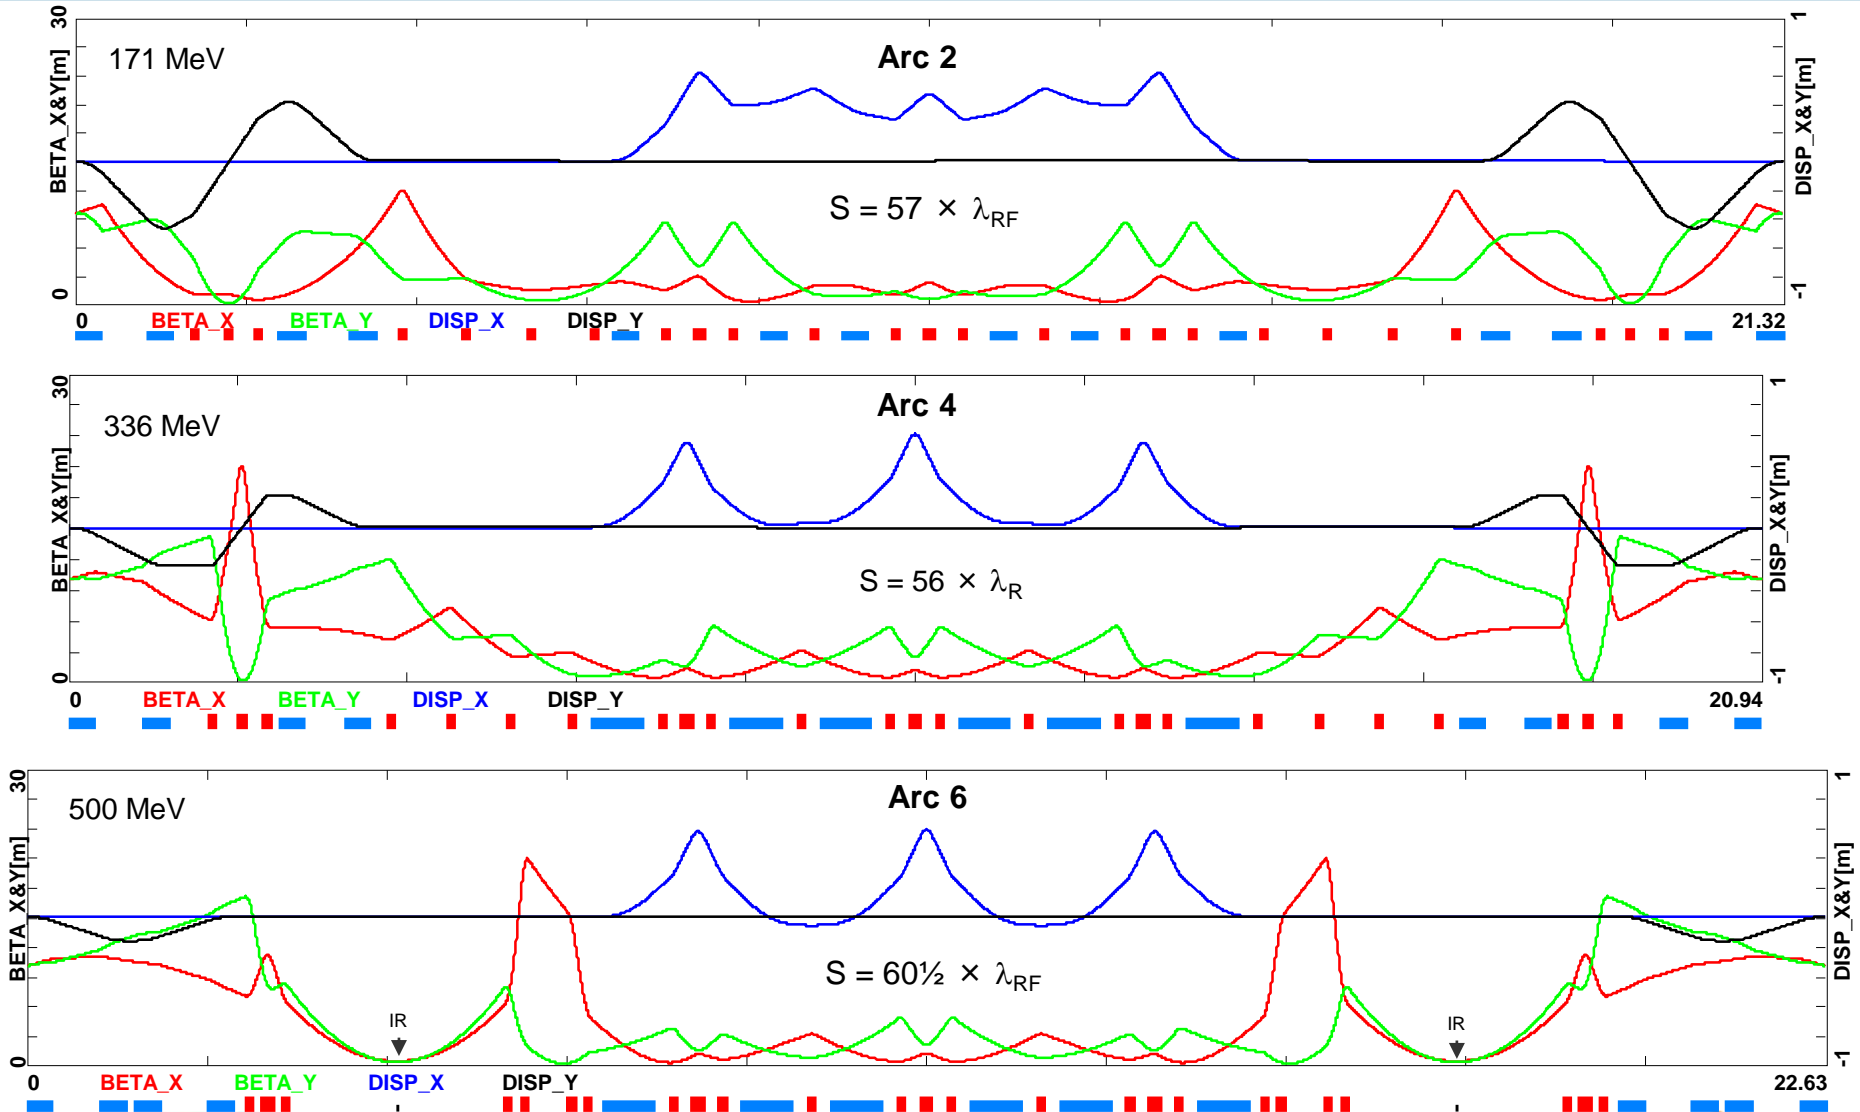 30
1
171 MeV
Arc 2
BETA_X&Y[m]
DISP_X&Y[m]
S = 57 × λRF
0
-1
0
BETA_X
BETA_Y
DISP_X
DISP_Y
21.32
30
1
336 MeV
Arc 4
BETA_X&Y[m]
DISP_X&Y[m]
S = 56 × λR
0
-1
0
BETA_X
BETA_Y
DISP_X
DISP_Y
20.94
30
1
500 MeV
Arc 6
BETA_X&Y[m]
DISP_X&Y[m]
S = 60½ × λRF
IR
IR
0
-1
0
BETA_X
BETA_Y
DISP_X
DISP_Y
22.63